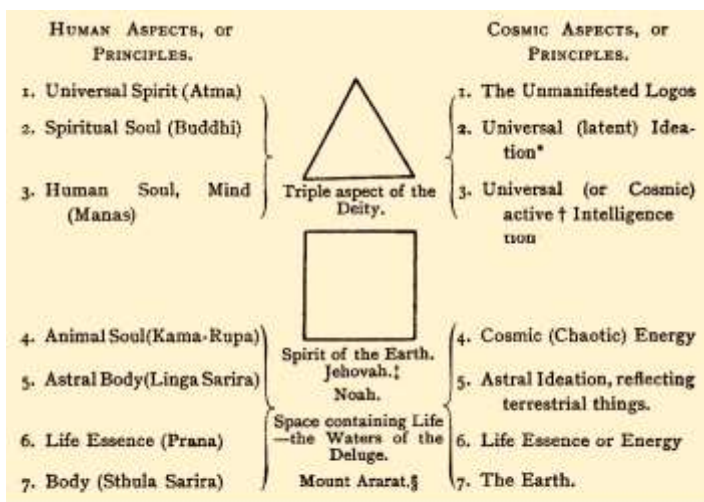 HUMAN ASPECTS, or
PRINCIPLES.
1. Universal Spirit (Atma)
2. Spiritual Soul (Buddhi)
3. Human Soul, Mind
(Manas)
Triple aspect of the
Deity.
COSMIC ASPECTS, or
PRINCIPLES.
1. The Unmanifested Logos
2. Universal (latent) Idea-
tion*
3. Universal (or Cosmic)
active † Intelligence
tion
4. Animal Soul(Kama-Rupa)
5. Astral Body(Linga Sarira)
6. Life Essence (Prana)
7. Body (Sthula Sarira)
Spirit of the Earth.
Jehovah.‡
Noah.
Space containing Life
—the Waters of the
Deluge.
Mount Ararat.§
4. Cosmic (Chaotic) Energy
5. Astral Ideation, reflecting
terrestrial things.
6. Life Essence or Energy
7. The Earth.